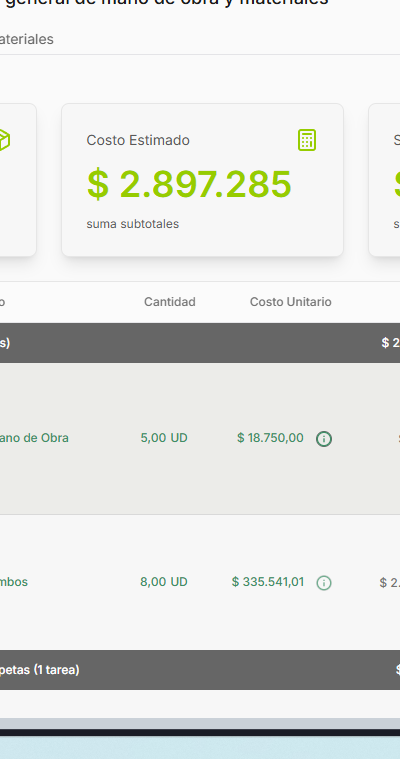 general de mano de obra y materiales
ateriales
Costo Estimado
$ 2.897.285
suma subtotales
Cantidad
Costo Unitario
s)
$ 2
ano de Obra
5,00 UD
$ 18.750,00
mbos
8,00 UD
$ 335.541,01
$ 2.
petas (1 tarea)